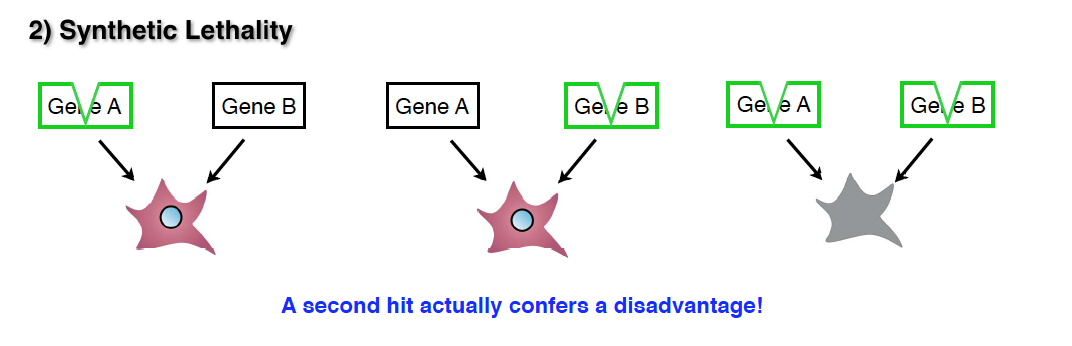 2) Synthetic Lethality
Gene A Gene B Gene A Gene B Gene A Gene B
A second hit actually confers a disadvantage!